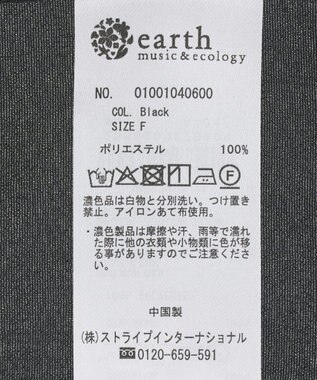 earth
music&ecology
NO. 01001040600
COL. Black
SIZE F
ポリエステル 100%
濃色品は白物と分別洗い。つけ置き
禁止。アイロンあて布使用。
・濃色製品は摩擦や汗、雨等で濡れ
た際に他の衣類や小物類に色が移
る事がありますのでご注意くださ
い。
中国製
(株)ストライプインターナショナル
0120-659-591